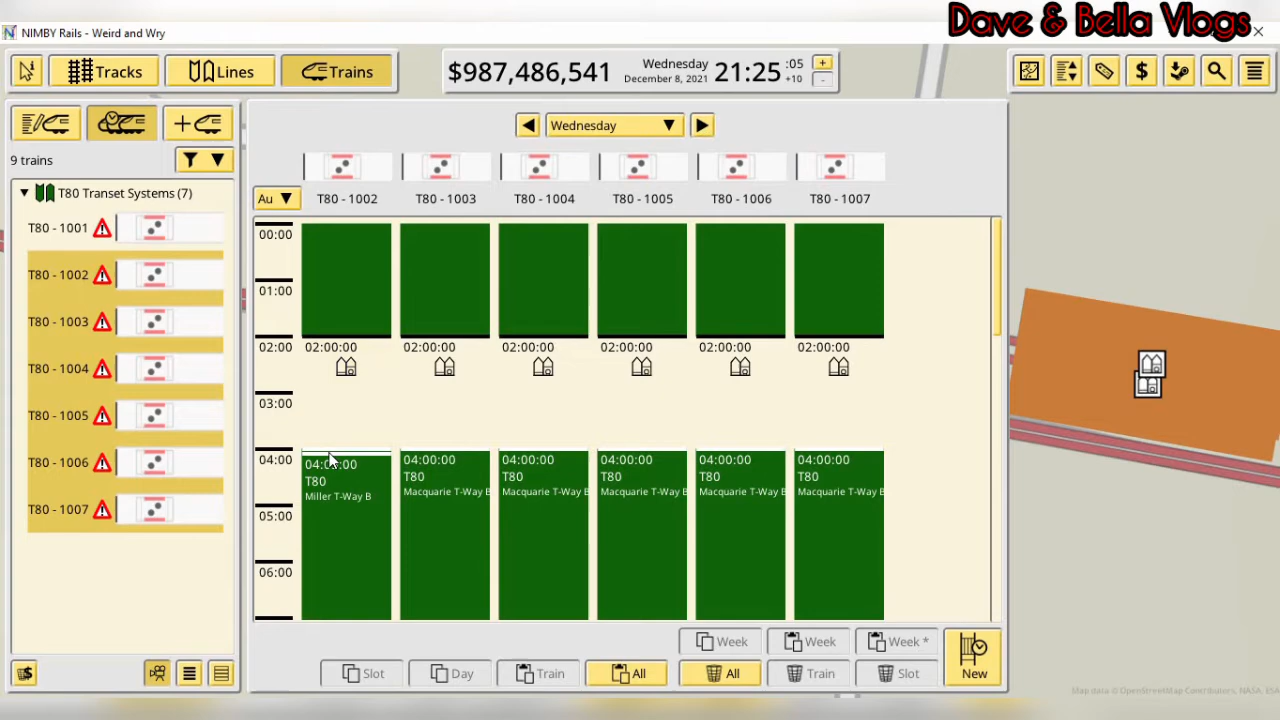 Dave & Bella Vlogs
NIMBY Rails - Weird and Wry
Tracks
Lines
Trains
$987,486,541
Wednesday
December 8, 2021
21:25
:05
+10
+
-
$
9 trains
Wednesday
T80 Transet Systems (7)
T80 - 1001
T80 - 1002
T80 - 1003
T80 - 1004
T80 - 1005
T80 - 1006
T80 - 1007
Au
T80 - 1002
T80 - 1003
T80 - 1004
T80 - 1005
T80 - 1006
T80 - 1007
00:00
01:00
02:00
02:00:00
02:00:00
02:00:00
02:00:00
02:00:00
02:00:00
03:00
04:00
04:00:00
T80
Miller T-Way B
04:00:00
T80
Macquarie T-Way B
04:00:00
T80
Macquarie T-Way B
04:00:00
T80
Macquarie T-Way B
04:00:00
T80
Macquarie T-Way B
04:00:00
T80
Macquarie T-Way B
05:00
06:00
Week
Week
Week *
Slot
Day
Train
All
All
Train
Slot
New
Map data © OpenStreetMap Contributors, NASA, ESA